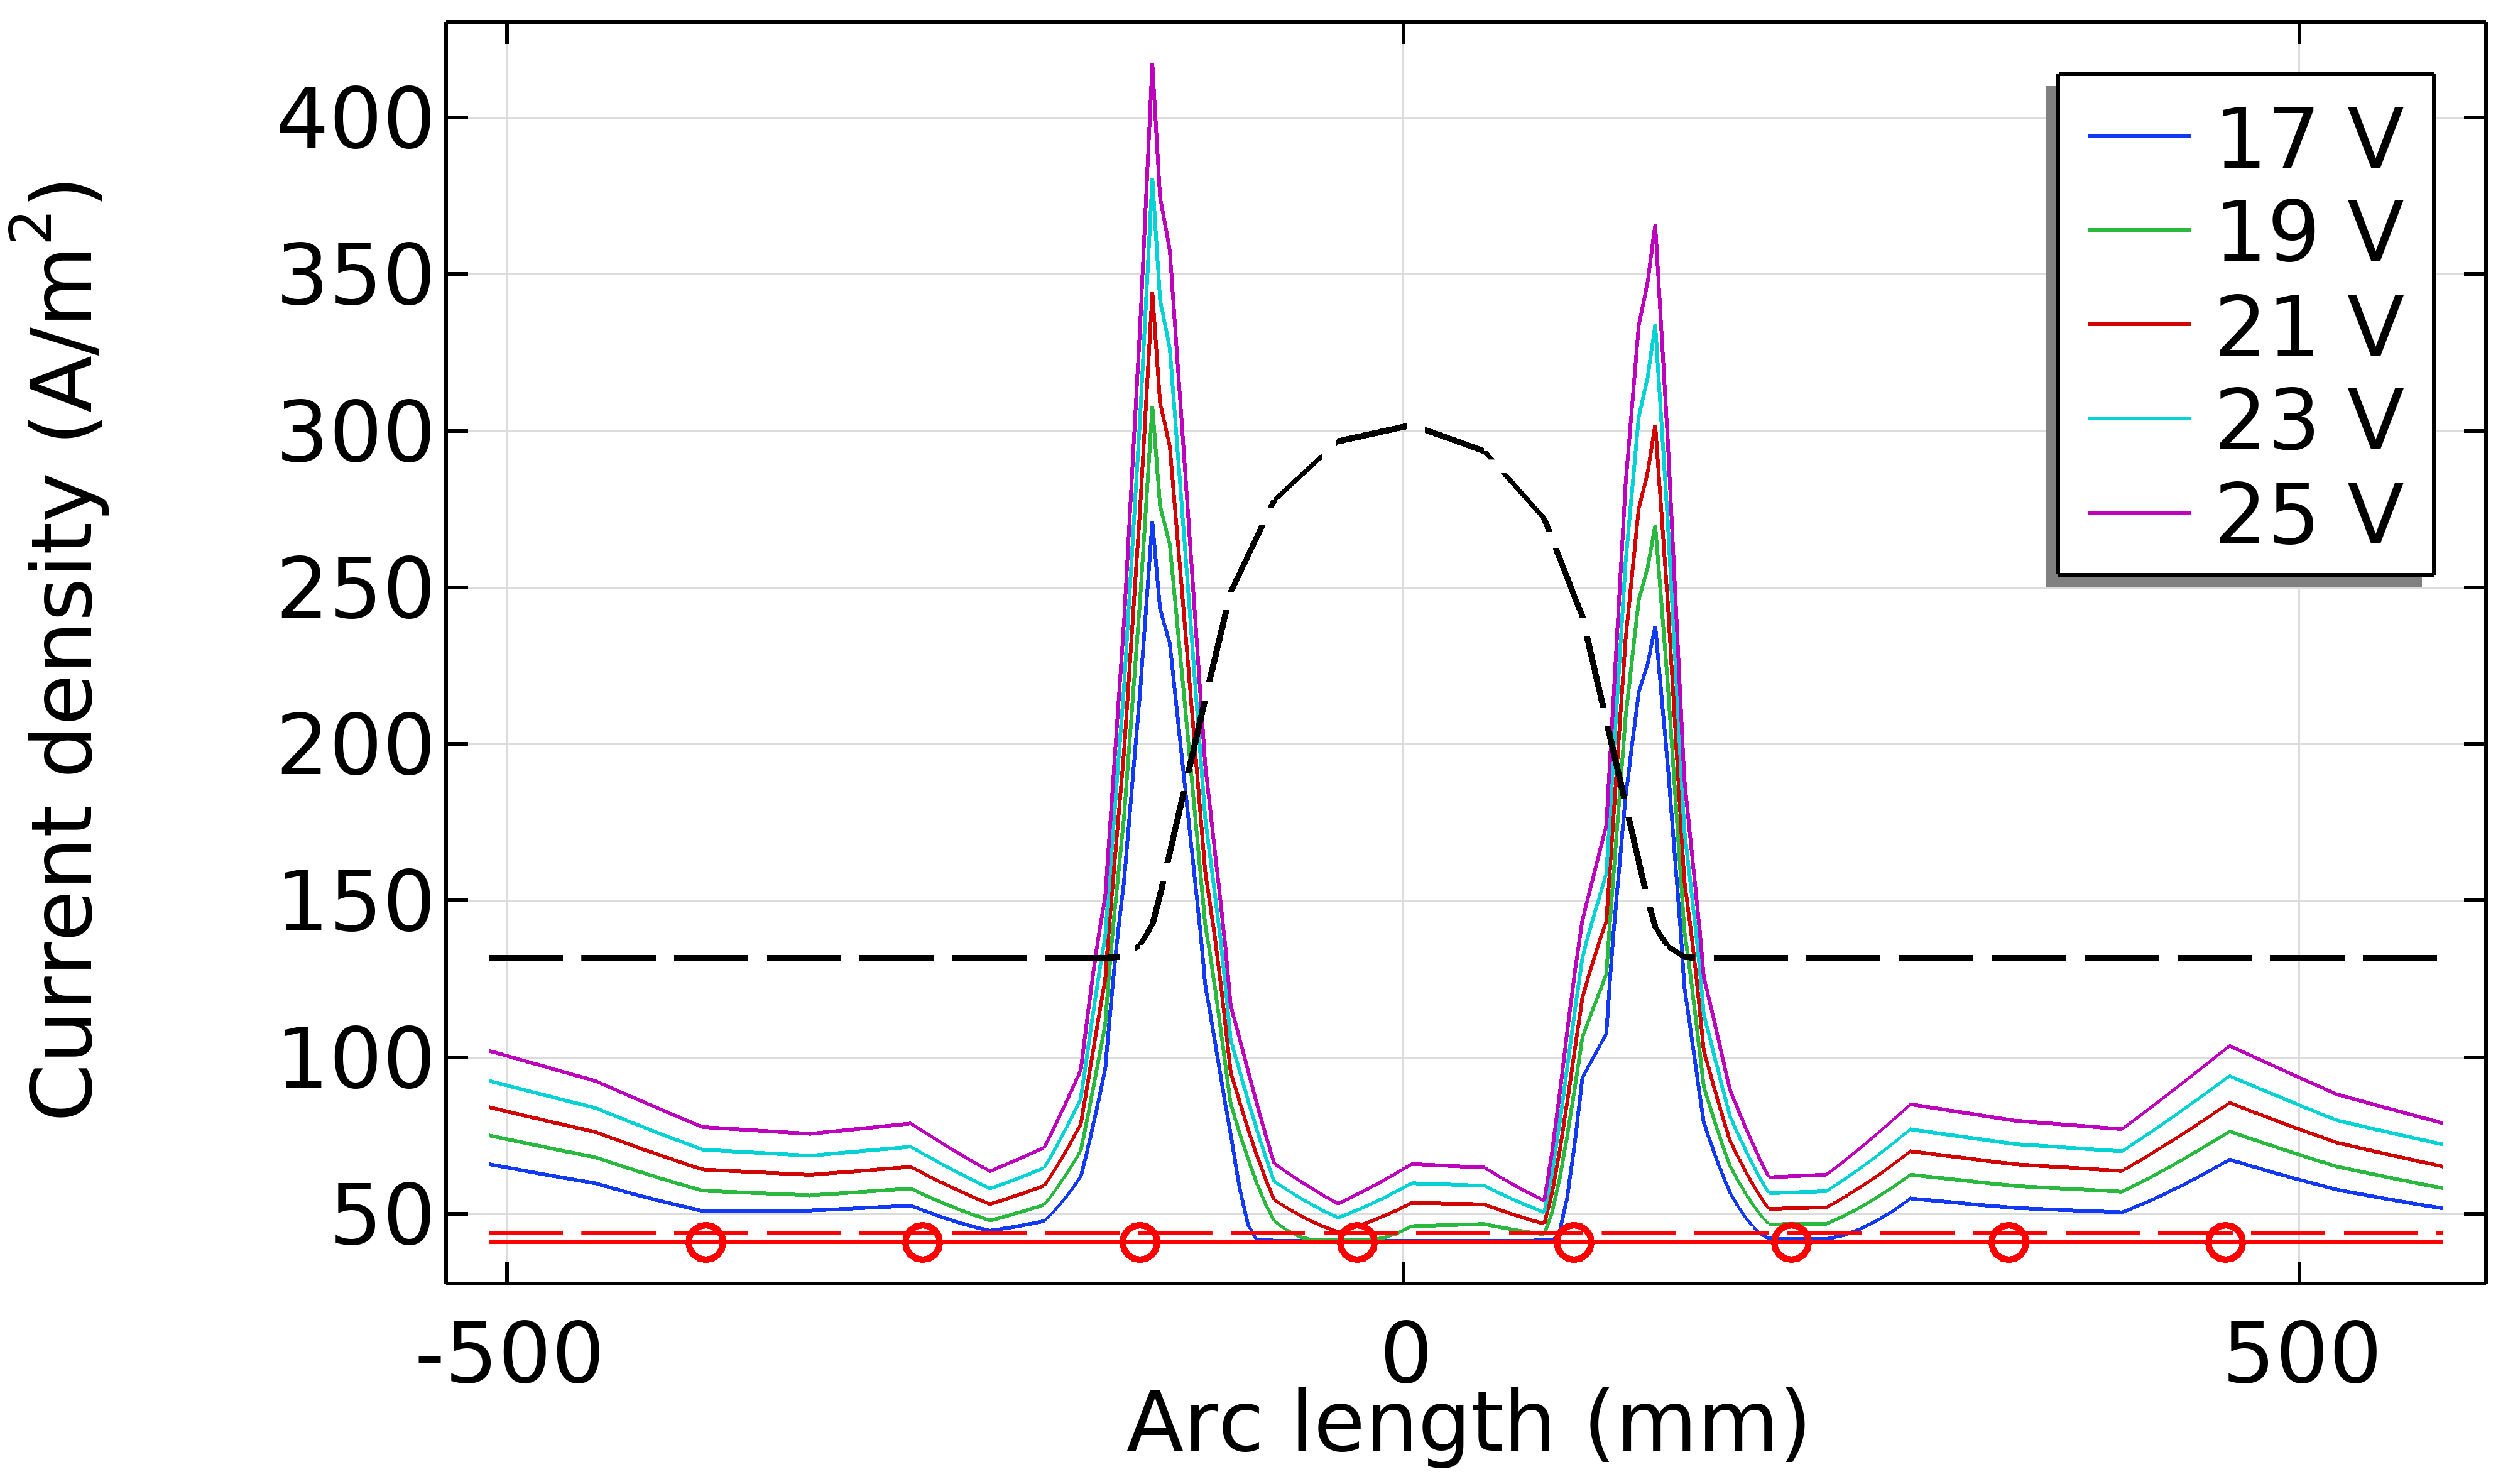 Current density (A/m²)
400
350
300
250
200
150
100
50
17 V
19 V
21 V
23 V
25 V
-500
0
500
Arc length (mm)